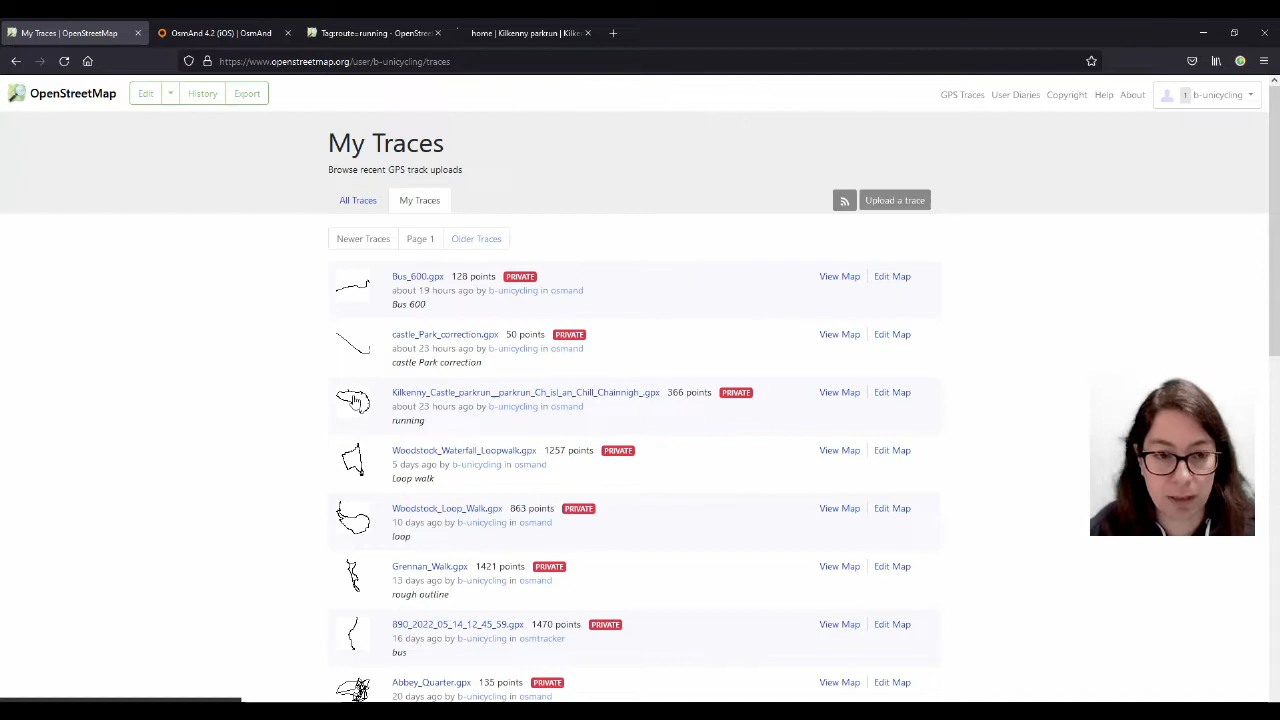 My Traces | OpenStreetMap
OsmAnd 4.2 (iOS) | OsmAnd
Tag:route=running - OpenStreet
home | Kilkenny parkrun | Kilke
https://www.openstreetmap.org/user/b-unicycling/traces
OpenStreetMap
Edit
History
Export
GPS Traces
User Diaries
Copyright
Help
About
1 b-unicycling
My Traces
Browse recent GPS track uploads
All Traces
My Traces
Upload a trace
Newer Traces
Page 1
Older Traces
Bus_600.gpx 128 points PRIVATE
View Map
Edit Map
about 19 hours ago by b-unicycling in osmand
Bus 600
castle_Park_correction.gpx 50 points PRIVATE
View Map
Edit Map
about 23 hours ago by b-unicycling in osmand
castle Park correction
Kilkenny_Castle_parkrun__parkrun_Ch_isl_an_Chill_Chainnigh_.gpx 366 points PRIVATE
View Map
Edit Map
about 23 hours ago by b-unicycling in osmand
running
Woodstock_Waterfall_Loopwalk.gpx 1257 points PRIVATE
View Map
Edit Map
5 days ago by b-unicycling in osmand
Loop walk
Woodstock_Loop_Walk.gpx 863 points PRIVATE
View Map
Edit Map
10 days ago by b-unicycling in osmand
loop
Grennan_Walk.gpx 1421 points PRIVATE
View Map
Edit Map
13 days ago by b-unicycling in osmand
rough outline
890_2022_05_14_12_45_59.gpx 1470 points PRIVATE
View Map
Edit Map
16 days ago by b-unicycling in osmtracker
bus
Abbey_Quarter.gpx 135 points PRIVATE
View Map
Edit Map
20 days ago by b-unicycling in osmand